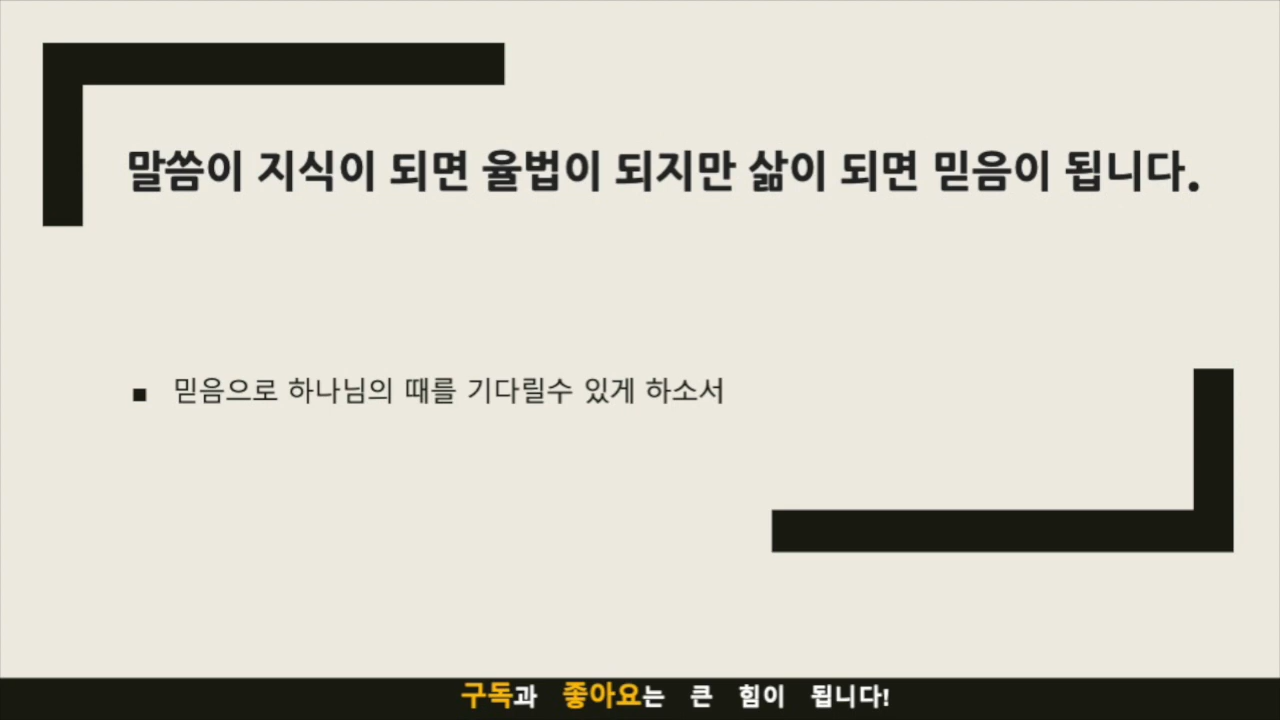 말씀이 지식이 되면 율법이 되지만 삶이 되면 믿음이 됩니다.
■ 믿음으로 하나님의 때를 기다릴수 있게 하소서
구독과 좋아요는 큰 힘이 됩니다!